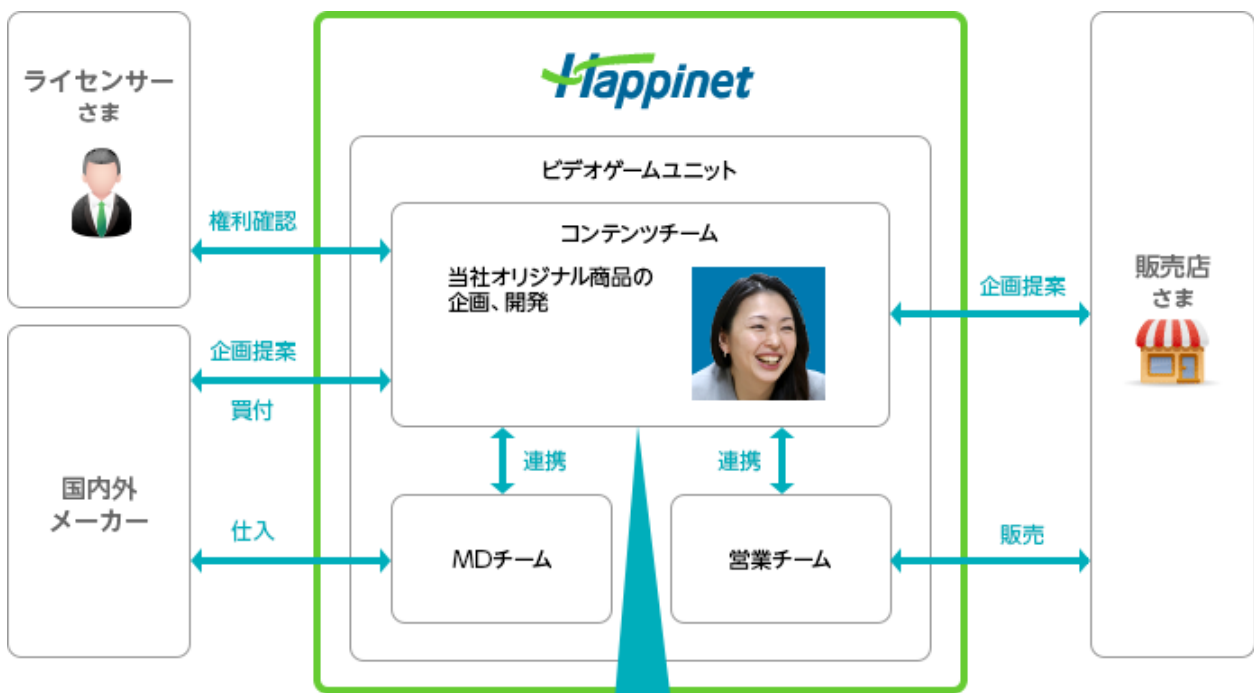 ライセンサー
さま
Happinet
ビデオゲームユニット
コンテンツチーム
当社オリジナル商品の
企画、開発
権利確認
企画提案
買付
国内外
メーカー
仕入
連携
連携
MDチーム
営業チーム
企画提案
販売店
さま
販売